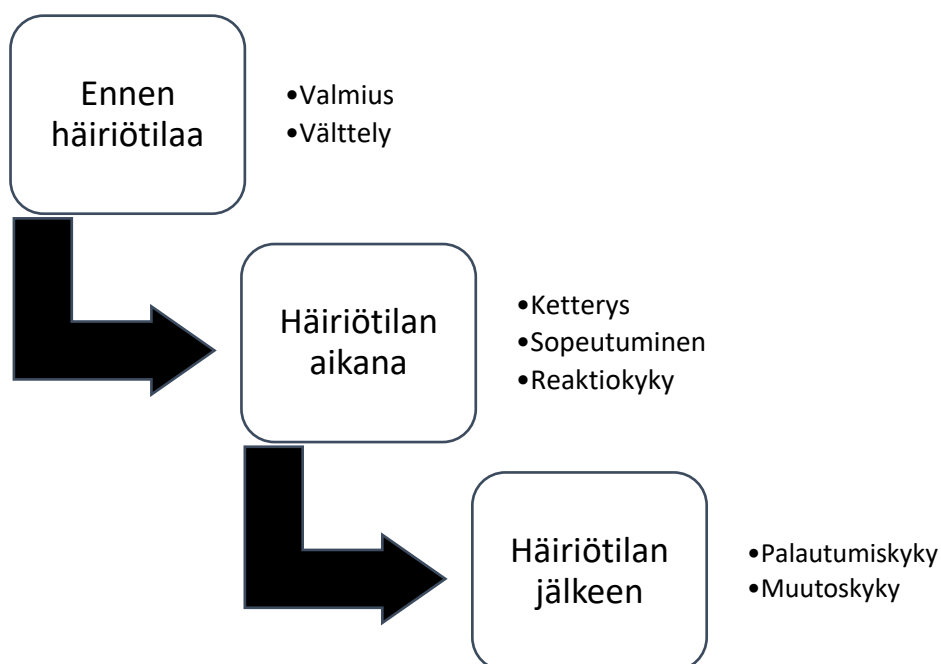 Ennen
häiriötilaa
•Valmius
•Välttely
Häiriötilan
aikana
•Ketterys
•Sopeutuminen
•Reaktiokyky
Häiriötilan
jälkeen
•Palautumiskyky
•Muutoskyky